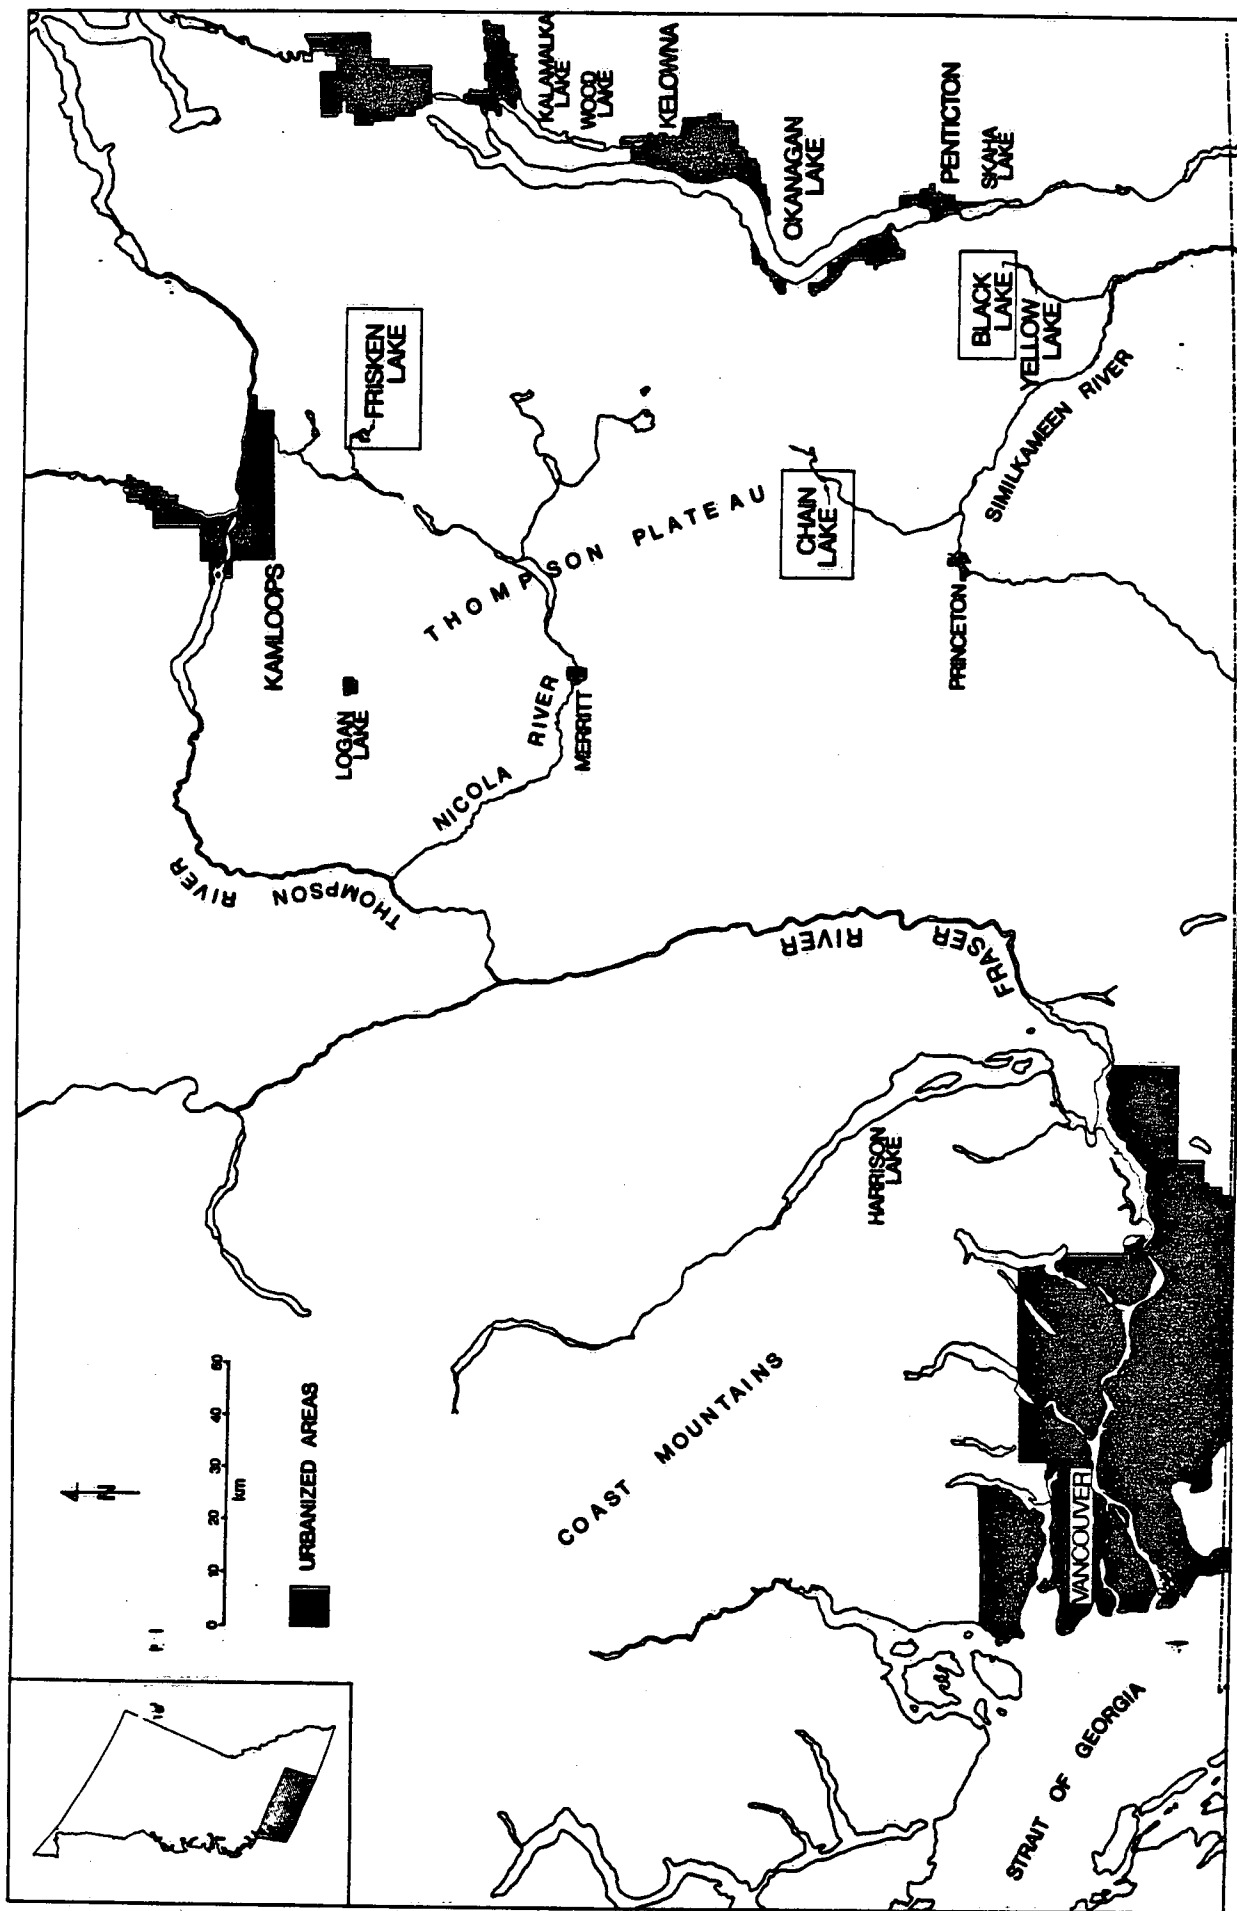 N
0 10 20 30 40 50
km
URBANIZED AREAS
KAMLOOPS
LOGAN
LAKE
THOMPSON RIVER
NICOLA RIVER
MERRITT
THOMPSON PLATEAU
FRISKEN
LAKE
KALAMALKA
LAKE
WOOD
LAKE
KELOWNA
OKANAGAN
LAKE
PENTICTON
SKAHA
LAKE
BLACK
LAKE
YELLOW
LAKE
CHAIN
LAKE
SIMILKAMEEN RIVER
PRINCETON
FRASER RIVER
HARRISON
LAKE
COAST MOUNTAINS
VANCOUVER
STRAIT OF GEORGIA